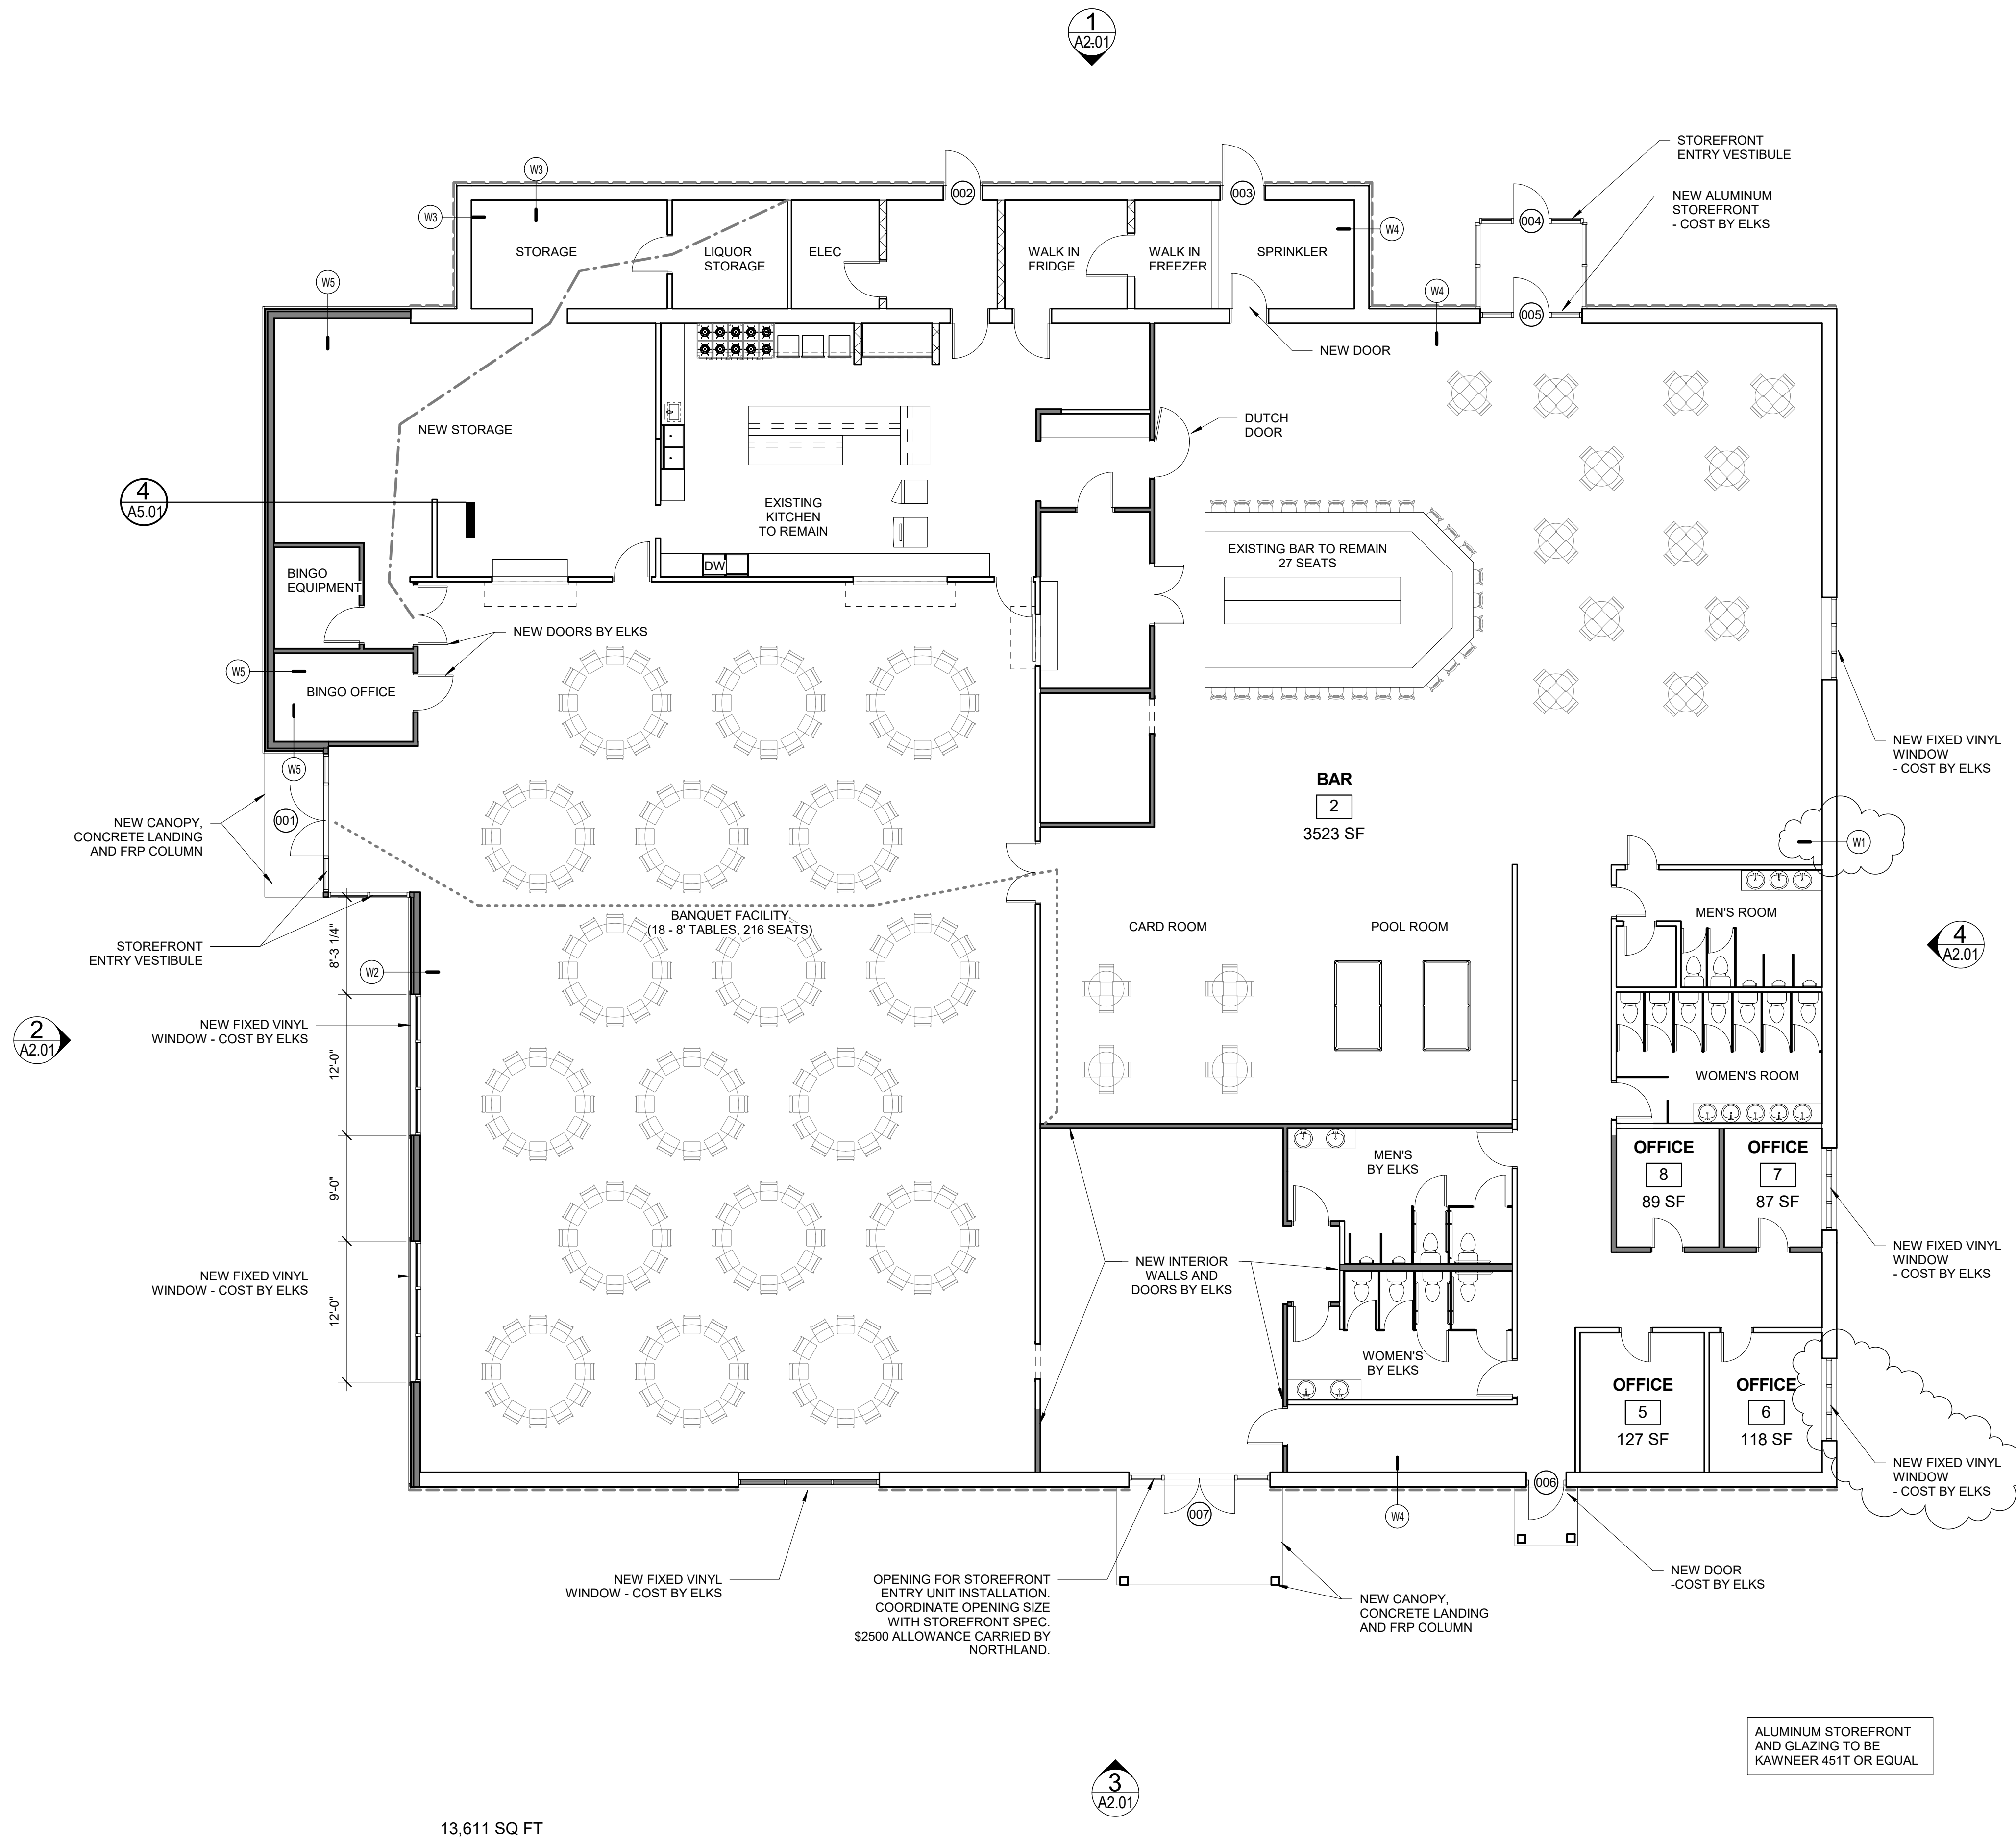 1
A2.01
STOREFRONT
ENTRY VESTIBULE
W3
NEW ALUMINUM
STOREFRONT
- COST BY ELKS
002
003
W3
004
W4
STORAGE
LIQUOR
STORAGE
ELEC
WALK IN
FRIDGE
WALK IN
FREEZER
SPRINKLER
W5
W4
005
NEW DOOR
DUTCH
DOOR
NEW STORAGE
4
A5.01
EXISTING
KITCHEN
TO REMAIN
EXISTING BAR TO REMAIN
27 SEATS
DW
BINGO
EQUIPMENT
NEW DOORS BY ELKS
W5
BINGO OFFICE
W5
NEW FIXED VINYL
WINDOW
- COST BY ELKS
BAR
2
3523 SF
NEW CANOPY,
CONCRETE LANDING
AND FRP COLUMN
001
W1
BANQUET FACILITY
(18 - 8' TABLES, 216 SEATS)
CARD ROOM
POOL ROOM
MEN'S ROOM
STOREFRONT
ENTRY VESTIBULE
8'-3 1/4"
W2
4
A2.01
2
A2.01
NEW FIXED VINYL
WINDOW - COST BY ELKS
12'-0"
WOMEN'S ROOM
MEN'S
BY ELKS
OFFICE
8
89 SF
OFFICE
7
87 SF
9'-0"
NEW FIXED VINYL
WINDOW
- COST BY ELKS
NEW INTERIOR
WALLS AND
DOORS BY ELKS
NEW FIXED VINYL
WINDOW - COST BY ELKS
12'-0"
WOMEN'S
BY ELKS
OFFICE
5
127 SF
OFFICE
6
118 SF
NEW FIXED VINYL
WINDOW
- COST BY ELKS
006
007
W4
NEW FIXED VINYL
WINDOW - COST BY ELKS
OPENING FOR STOREFRONT
ENTRY UNIT INSTALLATION.
COORDINATE OPENING SIZE
WITH STOREFRONT SPEC.
$2500 ALLOWANCE CARRIED BY
NORTHLAND.
NEW DOOR
-COST BY ELKS
NEW CANOPY,
CONCRETE LANDING
AND FRP COLUMN
ALUMINUM STOREFRONT
AND GLAZING TO BE
KAWNEER 451T OR EQUAL
3
A2.01
13,611 SQ FT